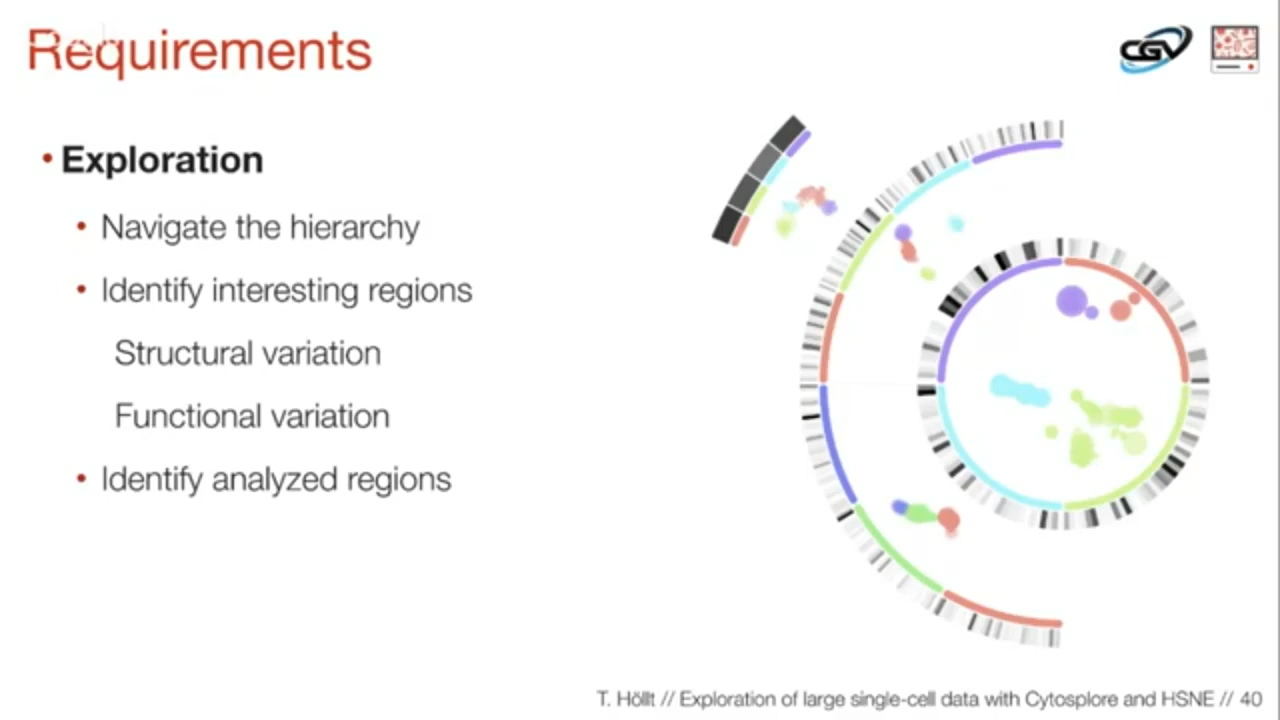 Requirements
CGV
• Exploration
• Navigate the hierarchy
• Identify interesting regions
Structural variation
Functional variation
• Identify analyzed regions
T. Höllt // Exploration of large single-cell data with Cytosplore and HSNE // 40